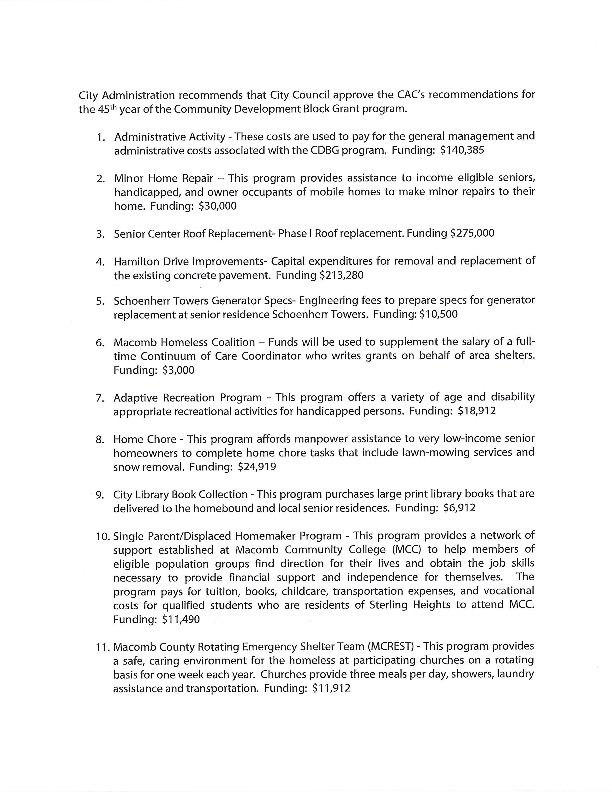 City Administration recommends that City Council approve the CAC's recommendations for
the 45th year of the Community Development Block Grant program.
1. Administrative Activity - These costs are used to pay for the general management and
administrative costs associated with the CDBG program. Funding: $140,385
2. Minor Home Repair – This program provides assistance to income eligible seniors,
handicapped, and owner occupants of mobile homes to make minor repairs to their
home. Funding: $30,000
3. Senior Center Roof Replacement- Phase I Roof replacement. Funding $275,000
4. Hamilton Drive Improvements- Capital expenditures for removal and replacement of
the existing concrete pavement. Funding $213,280
5. Schoenherr Towers Generator Specs- Engineering fees to prepare specs for generator
replacement at senior residence Schoenherr Towers. Funding: $10,500
6. Macomb Homeless Coalition – Funds will be used to supplement the salary of a full-
time Continuum of Care Coordinator who writes grants on behalf of area shelters.
Funding: $3,000
7. Adaptive Recreation Program - This program offers a variety of age and disability
appropriate recreational activities for handicapped persons. Funding: $18,912
8. Home Chore - This program affords manpower assistance to very low-income senior
homeowners to complete home chore tasks that include lawn-mowing services and
snow removal. Funding: $24,919
9. City Library Book Collection - This program purchases large print library books that are
delivered to the homebound and local senior residences. Funding: $6,912
10. Single Parent/Displaced Homemaker Program - This program provides a network of
support established at Macomb Community College (MCC) to help members of
eligible population groups find direction for their lives and obtain the job skills
necessary to provide financial support and independence for themselves. The
program pays for tuition, books, childcare, transportation expenses, and vocational
costs for qualified students who are residents of Sterling Heights to attend MCC.
Funding: $11,490
11. Macomb County Rotating Emergency Shelter Team (MCREST) - This program provides
a safe, caring environment for the homeless at participating churches on a rotating
basis for one week each year. Churches provide three meals per day, showers, laundry
assistance and transportation. Funding: $11,912